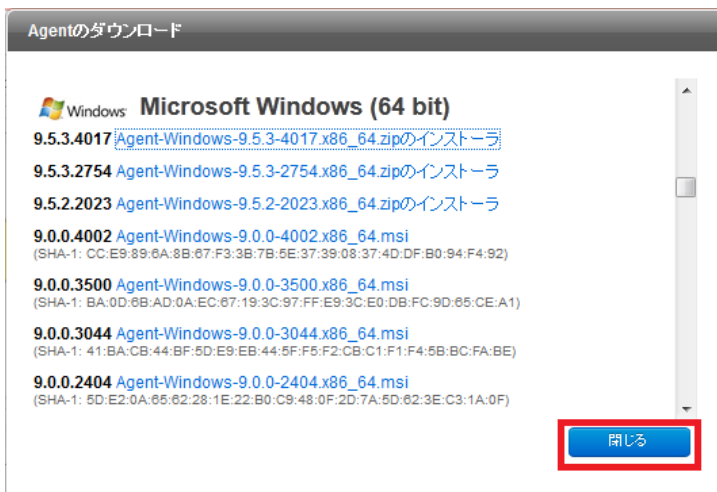 Agentのダウンロード
Windows Microsoft Windows (64 bit)
9.5.3.4017 Agent-Windows-9.5.3-4017.x86_64.zipのインストーラ
9.5.3.2754 Agent-Windows-9.5.3-2754.x86_64.zipのインストーラ
9.5.2.2023 Agent-Windows-9.5.2-2023.x86_64.zipのインストーラ
9.0.0.4002 Agent-Windows-9.0.0-4002.x86_64.msi
(SHA-1: CC:E9:89:6A:8B:67:F3:3B:7B:5E:37:39:08:37:4D:DF:B0:94:F4:92)
9.0.0.3500 Agent-Windows-9.0.0-3500.x86_64.msi
(SHA-1: BA:0D:6B:AD:0A:EC:67:19:3C:97:FF:E9:3C:E0:DB:FC:9D:65:CE:A1)
9.0.0.3044 Agent-Windows-9.0.0-3044.x86_64.msi
(SHA-1: 41:BA:CB:44:BF:5D:E9:EB:44:5F:F5:F2:CB:C1:F1:F4:5B:BC:FA:BE)
9.0.0.2404 Agent-Windows-9.0.0-2404.x86_64.msi
(SHA-1: 5D:E2:0A:65:62:28:1E:22:B0:C9:48:0F:2D:7A:5D:62:3E:C3:1A:0F)
閉じる